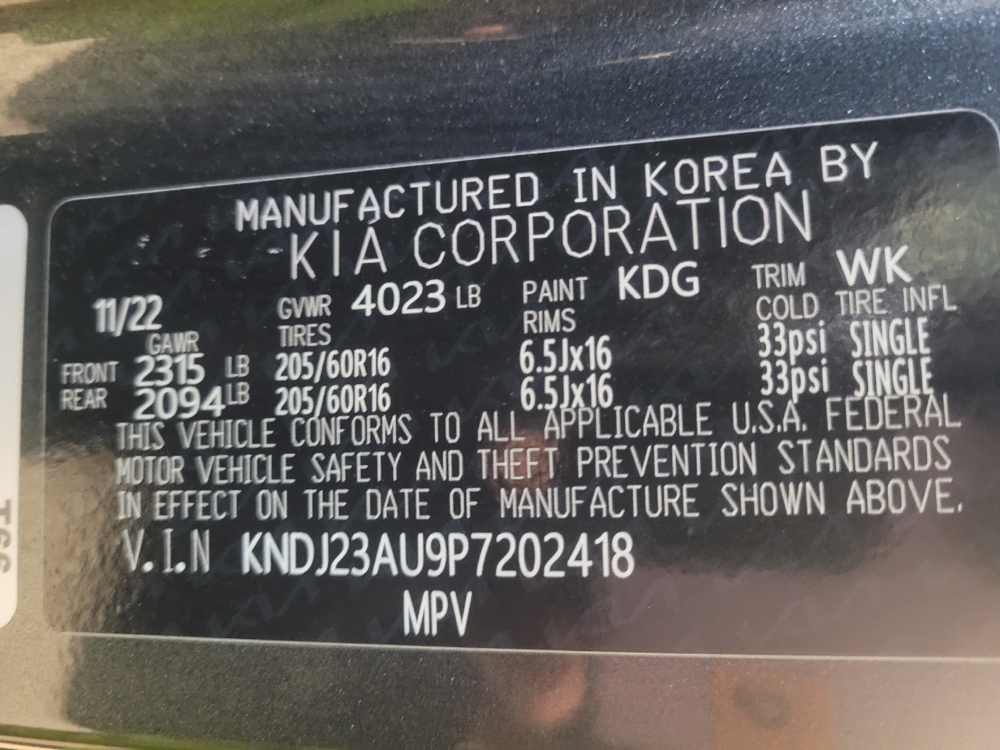 MANUFACTURED IN KOREA BY
KIA CORPORATION
11/22 GVWR 4023 LB PAINT KDG TRIM WK
GAWR TIRES RIMS COLD TIRE INFL
FRONT 2315 LB 205/60R16 6.5Jx16 33psi SINGLE
REAR 2094 LB 205/60R16 6.5Jx16 33psi SINGLE
THIS VEHICLE CONFORMS TO ALL APPLICABLE U.S.A. FEDERAL
MOTOR VEHICLE SAFETY AND THEFT PREVENTION STANDARDS
IN EFFECT ON THE DATE OF MANUFACTURE SHOWN ABOVE.
V.I.N KNDJ23AU9P7202418
MPV